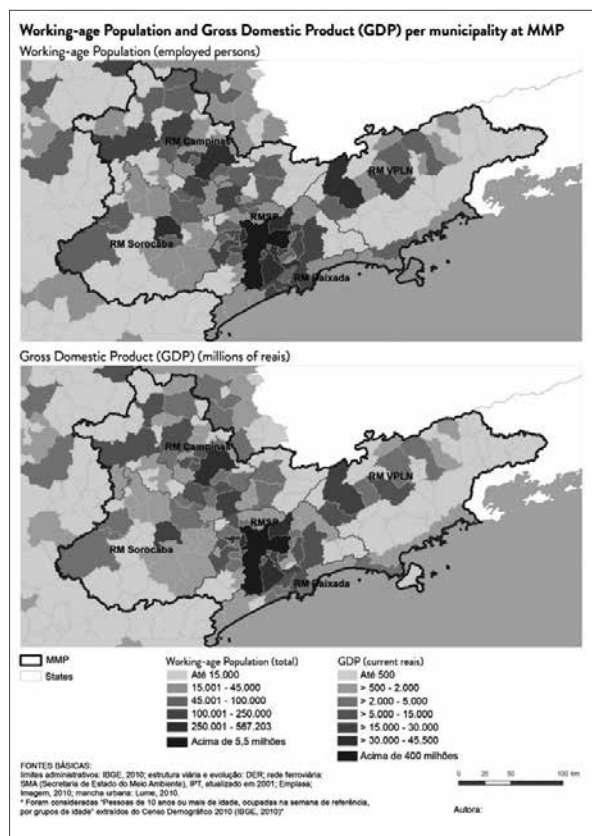 Working-age Population and Gross Domestic Product (GDP) per municipality at MMP
Working-age Population (employed persons)
RM Campinas
RM VPLN
RMSP
RM Sorocaba
RM Baixada
Gross Domestic Product (GDP) (millions of reais)
RM Campinas
RM VPLN
RMSP
RM Sorocaba
RM Baixada
MMP
States
Working-age Population (total)
Até 15.000
15.001 - 45.000
45.001 - 100.000
100.001 - 250.000
250.001 - 567.203
Acima de 5,5 milhões
GDP (current reais)
Até 500
> 500 - 2.000
> 2.000 - 5.000
> 5.000 - 15.000
> 15.000 - 30.000
> 30.000 - 45.500
Acima de 400 milhões
FONTES BÁSICAS:
limites administrativos: IBGE, 2010; estrutura viária e evolução: DER; rede ferroviária:
SMA (Secretaria de Estado do Meio Ambiente), IPT, atualizado em 2001; Emplasa;
Imagem, 2010; mancha urbana: Lume, 2010.
* Foram consideradas "Pessoas de 10 anos ou mais de idade, ocupadas na semana de referência,
por grupos de idade" extraídos do Censo Demográfico 2010 (IBGE, 2010)"
0 25 50 100 km
Autoria: